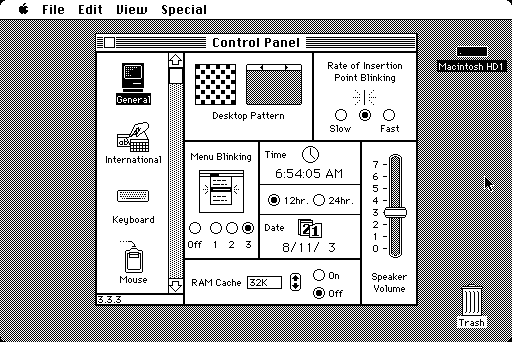 File Edit View Special
Control Panel
Macintosh HD1
General
International
Keyboard
Mouse
3.3.3
Desktop Pattern
Rate of Insertion
Point Blinking
Slow Fast
Menu Blinking
Off 1 2 3
Time
6:54:05 AM
12hr. 24hr.
Date
21
8/11/ 3
7
6
5
4
3
2
1
0
Speaker
Volume
RAM Cache 32K On
Off
Trash